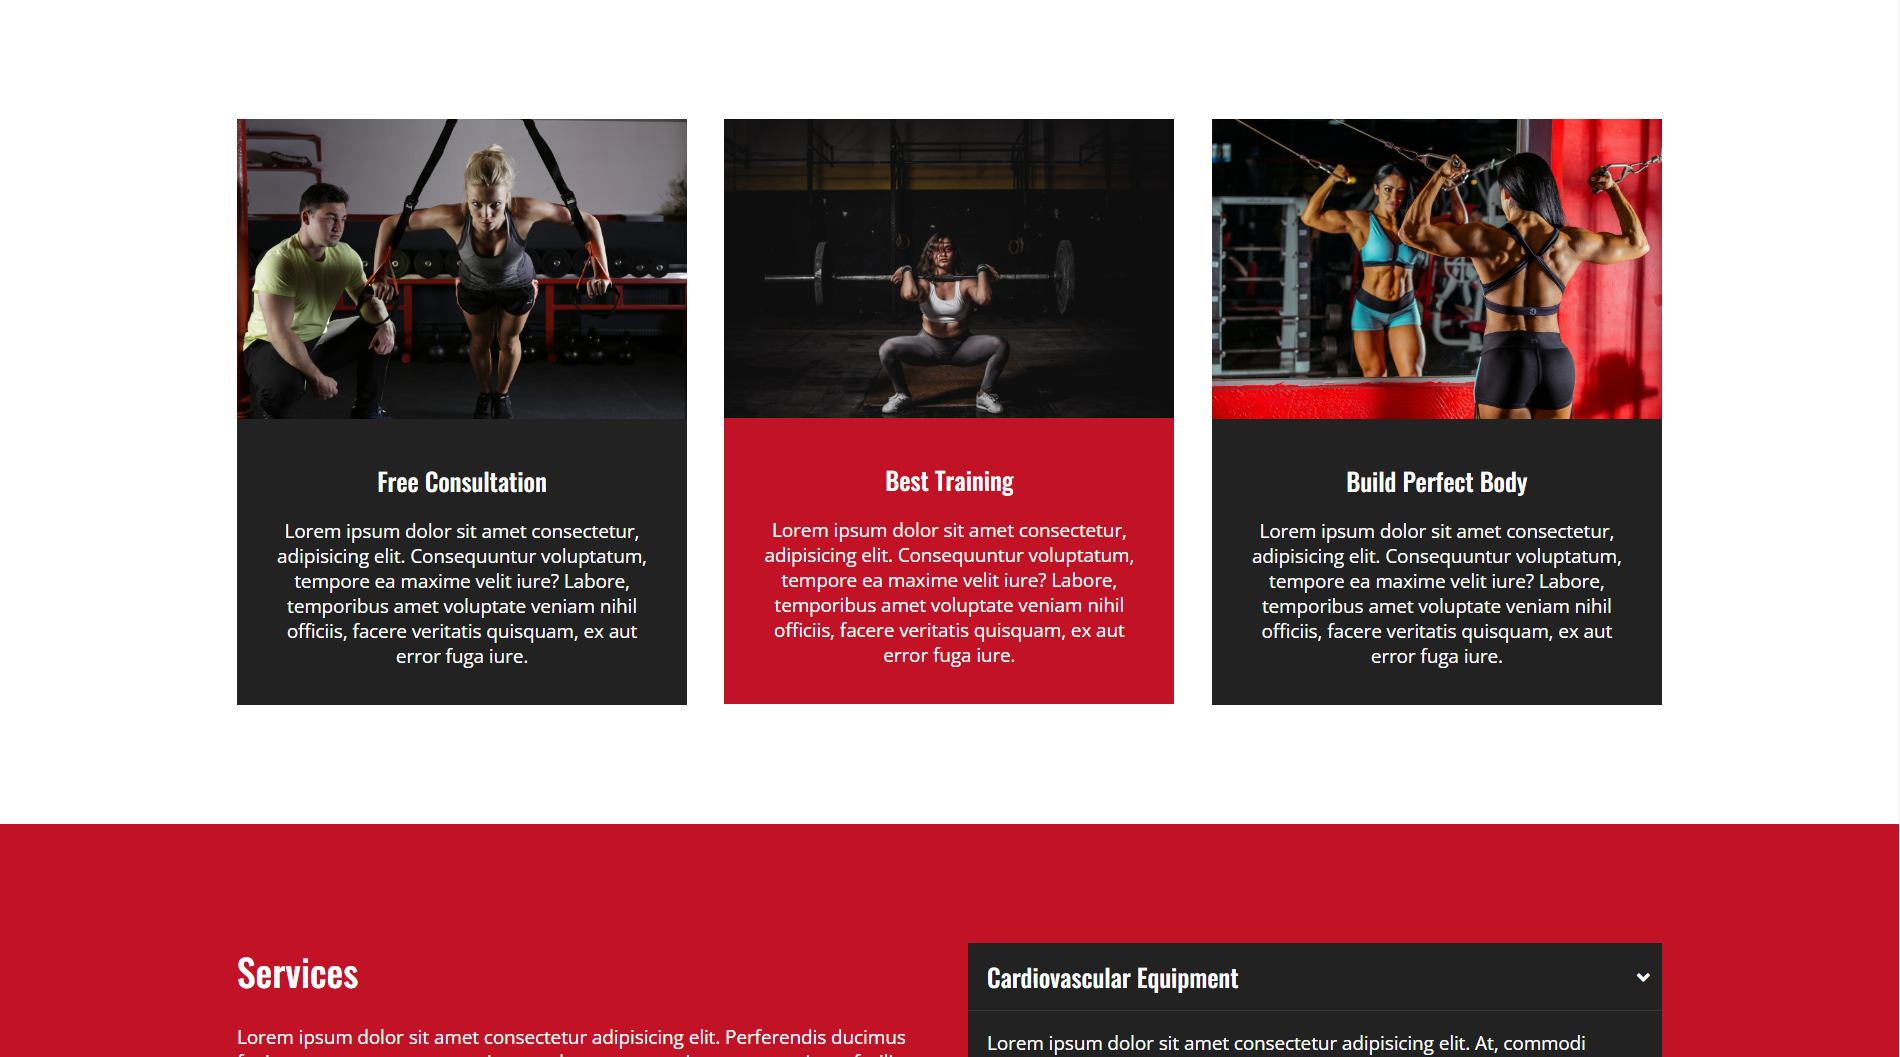 Free Consultation
Lorem ipsum dolor sit amet consectetur,
adipisicing elit. Consequuntur voluptatum,
tempore ea maxime velit iure? Labore,
temporibus amet voluptate veniam nihil
officiis, facere veritatis quisquam, ex aut
error fuga iure.
Best Training
Lorem ipsum dolor sit amet consectetur,
adipisicing elit. Consequuntur voluptatum,
tempore ea maxime velit iure? Labore,
temporibus amet voluptate veniam nihil
officiis, facere veritatis quisquam, ex aut
error fuga iure.
Build Perfect Body
Lorem ipsum dolor sit amet consectetur,
adipisicing elit. Consequuntur voluptatum,
tempore ea maxime velit iure? Labore,
temporibus amet voluptate veniam nihil
officiis, facere veritatis quisquam, ex aut
error fuga iure.
Services
Lorem ipsum dolor sit amet consectetur adipisicing elit. Perferendis ducimus
Cardiovascular Equipment
Lorem ipsum dolor sit amet consectetur adipisicing elit. At, commodi